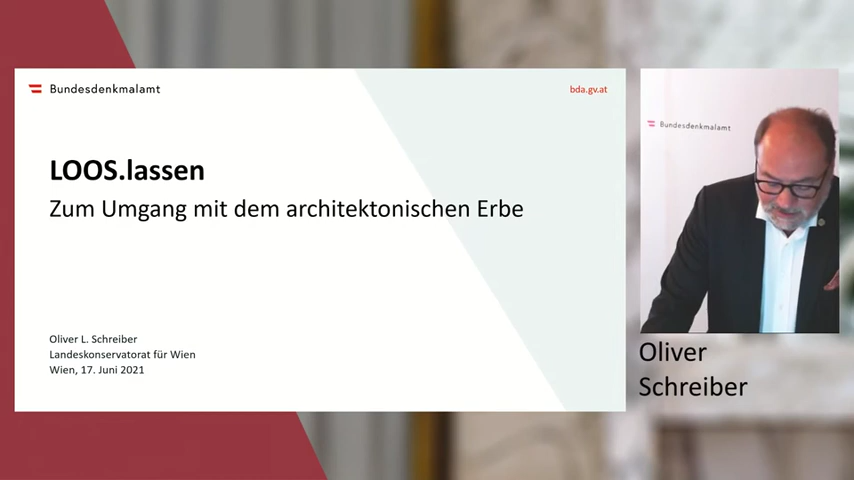 Bundesdenkmalamt
bda.gv.at
LOOS.lassen
Zum Umgang mit dem architektonischen Erbe
Oliver L. Schreiber
Landeskonservatorat für Wien
Wien, 17. Juni 2021
Bundesdenkmalamt
Oliver
Schreiber